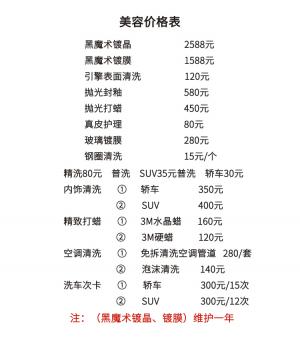 美容价格表
黑魔术镀晶 2588元
黑魔术镀膜 1588元
引擎表面清洗 120元
抛光封釉 580元
抛光打蜡 450元
真皮护理 80元
玻璃镀膜 280元
钢圈清洗 15元/个
精洗80元 普洗 SUV35元普洗 轿车30元
内饰清洗 ① 轿车 350元
② SUV 400元
精致打蜡 ① 3M水晶蜡 160元
② 3M硬蜡 120元
空调清洗 ① 免拆清洗空调管道 280/套
② 泡沫清洗 140元
洗车次卡 ① 轿车 300元/15次
② SUV 300元/12次
注：（黑魔术镀晶、镀膜）维护一年